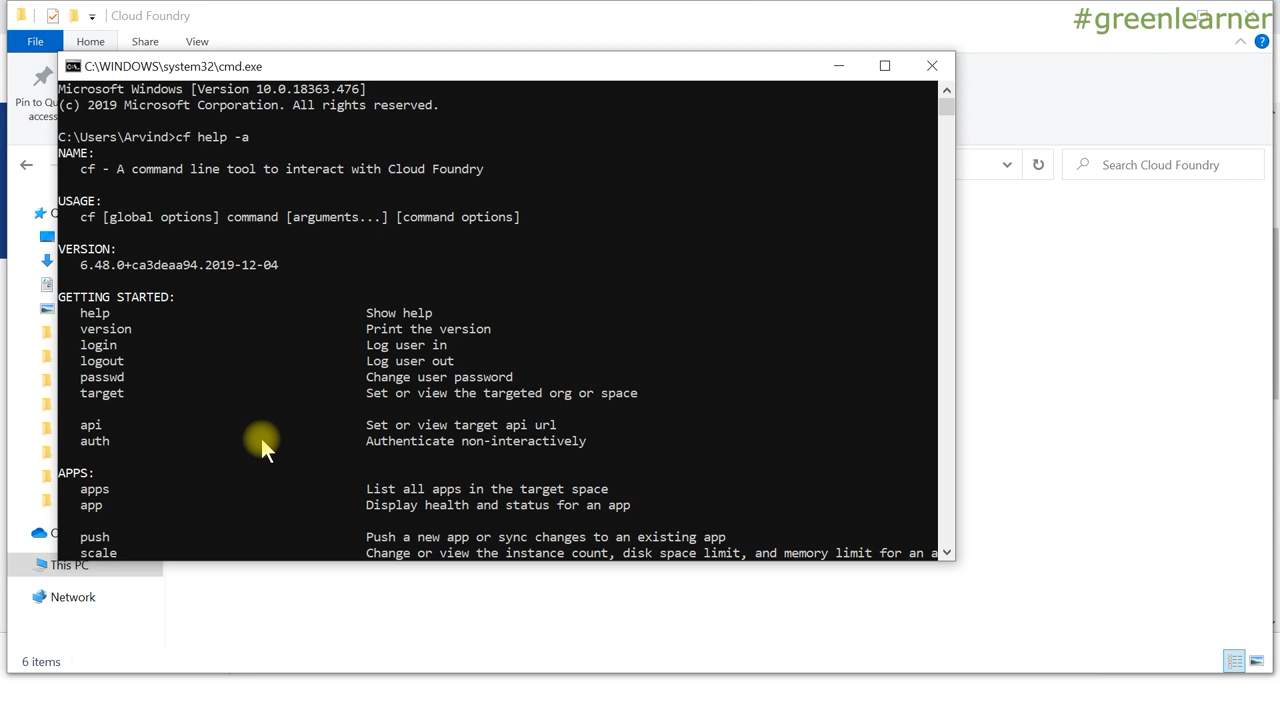 Cloud Foundry
#greenlearner
File
Home
Share
View
C:\WINDOWS\system32\cmd.exe
Pin to Qu
access
Microsoft Windows [Version 10.0.18363.476]
(c) 2019 Microsoft Corporation. All rights reserved.
C:\Users\Arvind>cf help -a
NAME:
cf - A command line tool to interact with Cloud Foundry
USAGE:
cf [global options] command [arguments...] [command options]
VERSION:
6.48.0+ca3deaa94.2019-12-04
GETTING STARTED:
help Show help
version Print the version
login Log user in
logout Log user out
passwd Change user password
target Set or view the targeted org or space
api Set or view target api url
auth Authenticate non-interactively
APPS:
apps List all apps in the target space
app Display health and status for an app
push Push a new app or sync changes to an existing app
scale Change or view the instance count, disk space limit, and memory limit for an a
Search Cloud Foundry
This PC
Network
6 items